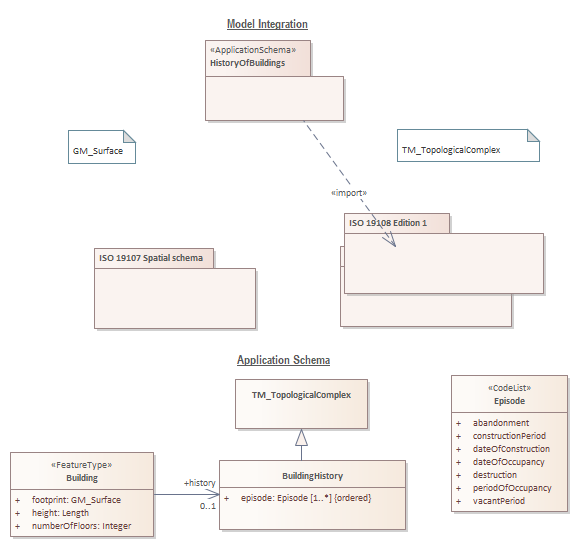 Model Integration
«ApplicationSchema»
HistoryOfBuildings
GM_Surface
TM_TopologicalComplex
«import»
ISO 19108 Edition 1
ISO 19107 Spatial schema
Application Schema
TM_TopologicalComplex
«CodeList»
Episode
+ abandonment
+ constructionPeriod
+ dateOfConstruction
+ dateOfOccupancy
+ destruction
+ periodOfOccupancy
+ vacantPeriod
«FeatureType»
Building
+ footprint: GM_Surface
+ height: Length
+ numberOfFloors: Integer
+history
0..1
BuildingHistory
+ episode: Episode [1..*] {ordered}